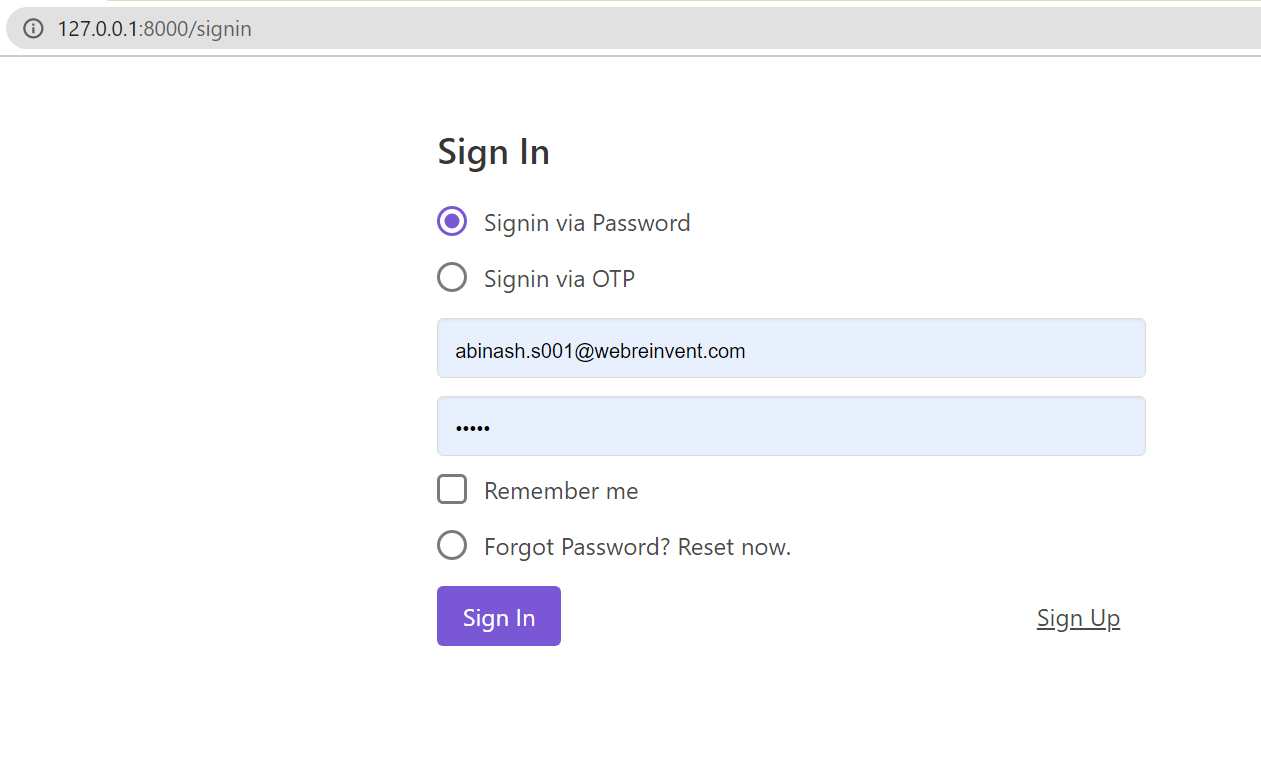 127.0.0.1:8000/signin
Sign In
Signin via Password
Signin via OTP
abinash.s001@webreinvent.com
•••••
Remember me
Forgot Password? Reset now.
Sign In
Sign Up